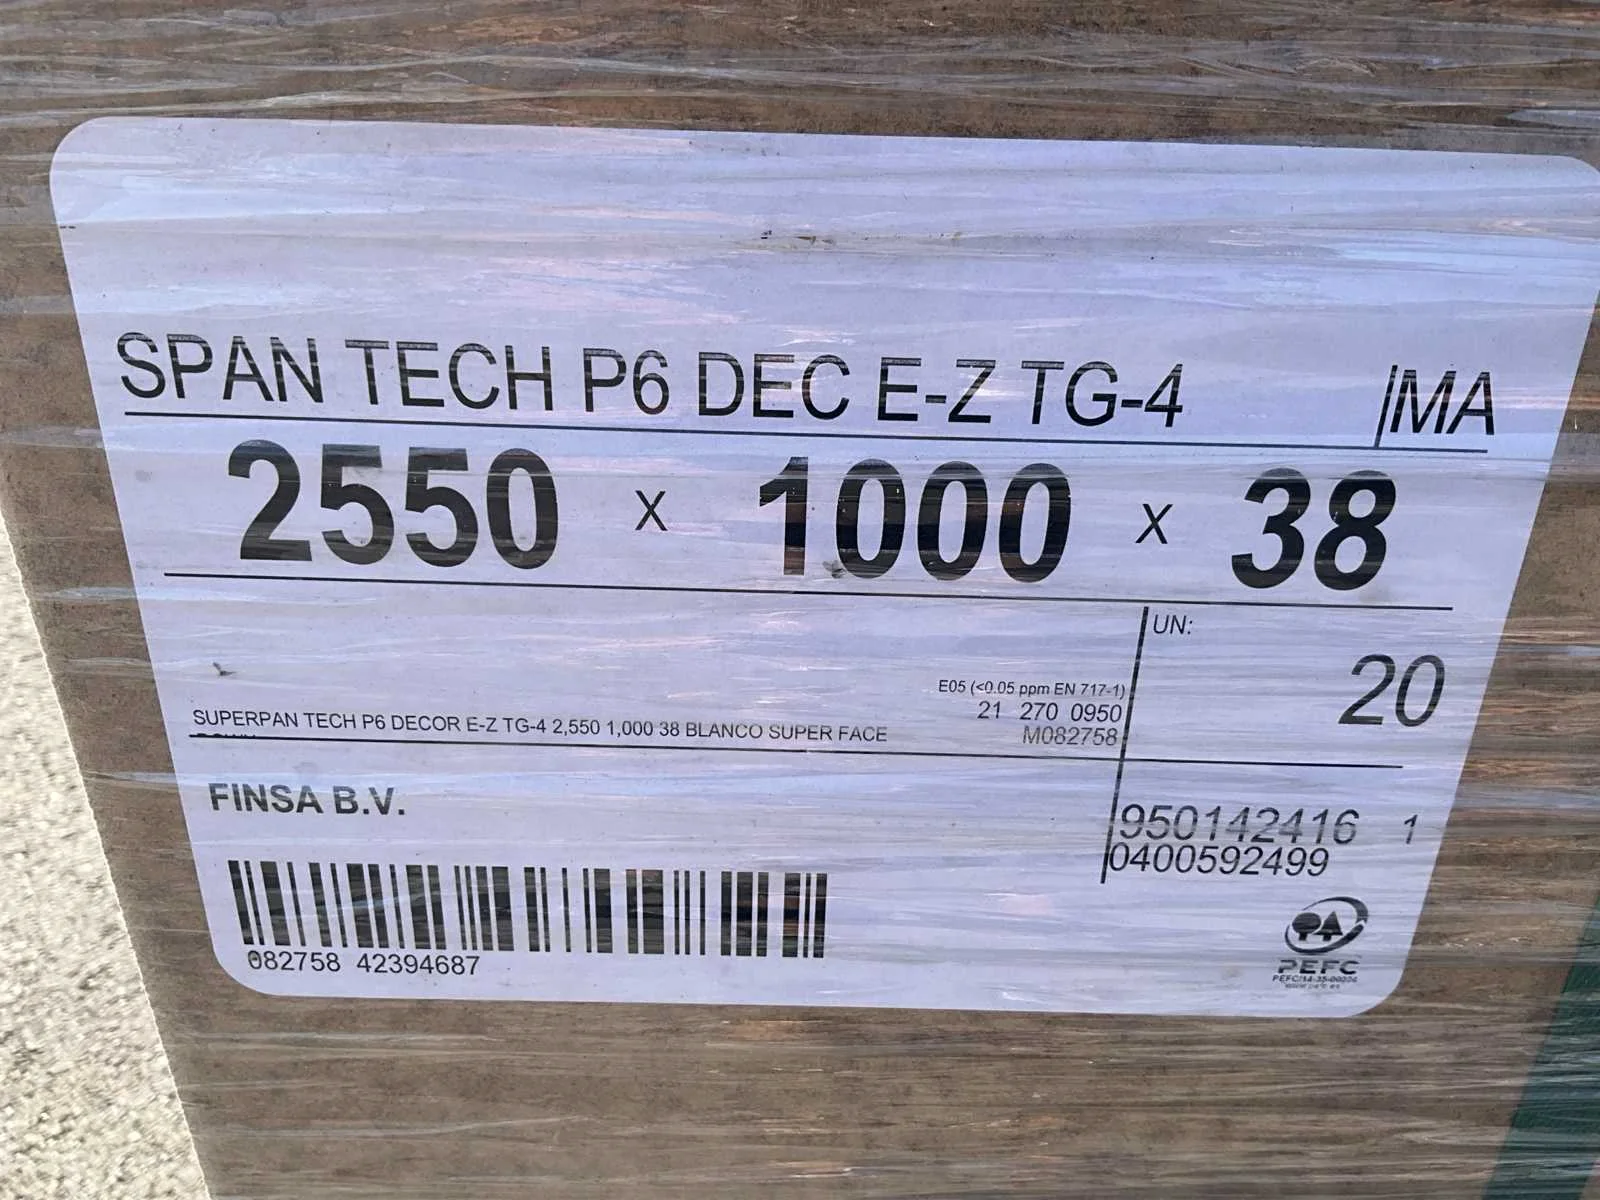 SPAN TECH P6 DEC E-Z TG-4 MA
2550 x 1000 x 38
UN:
20
E05 (<0.05 ppm EN 717-1)
21 270 0950
M082758
SUPERPAN TECH P6 DECOR E-Z TG-4 2,550 1,000 38 BLANCO SUPER FACE
FINSA B.V.
950142416 1
0400592499
082758 42394687
PEFC